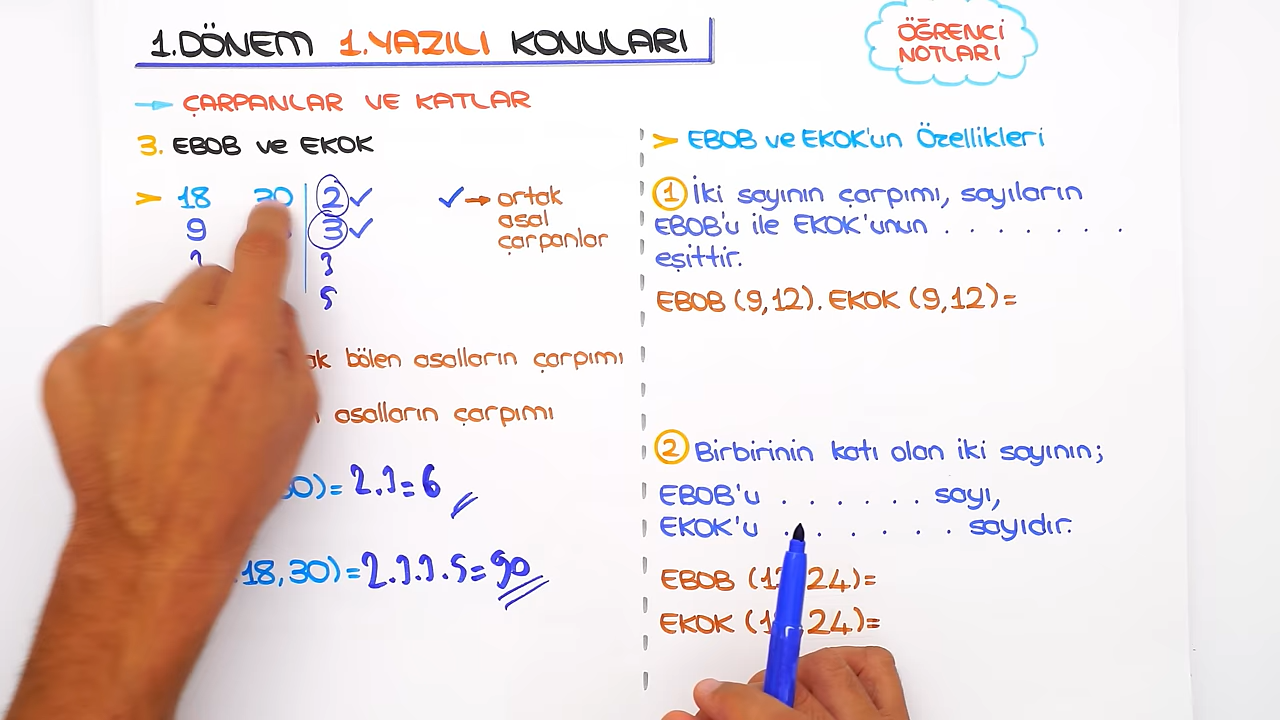 1.DÖNEM 1.YAZILI KONULARI
ÖĞRENCİ
NOTLARI
→ ÇARPANLAR VE KATLAR
3. EBOB ve EKOK
> 18 30 2 ✓
9 3 ✓
3
5
✓ → ortak
asal
çarpanlar
bölen asalların çarpımı
asalların çarpımı
)= 2.3=6
18,30)=2.3.3.5=90
> EBOB ve EKOK'un Özellikleri
1 İki sayının çarpımı, sayıların
EBOB'u ile EKOK'unun . . . . . . .
eşittir.
EBOB (9,12). EKOK (9,12)=
2 Birbirinin katı olan iki sayının;
EBOB'u . . . . . . sayı,
EKOK'u . . . . . . sayıdır.
EBOB ( 24)=
EKOK ( 24)=